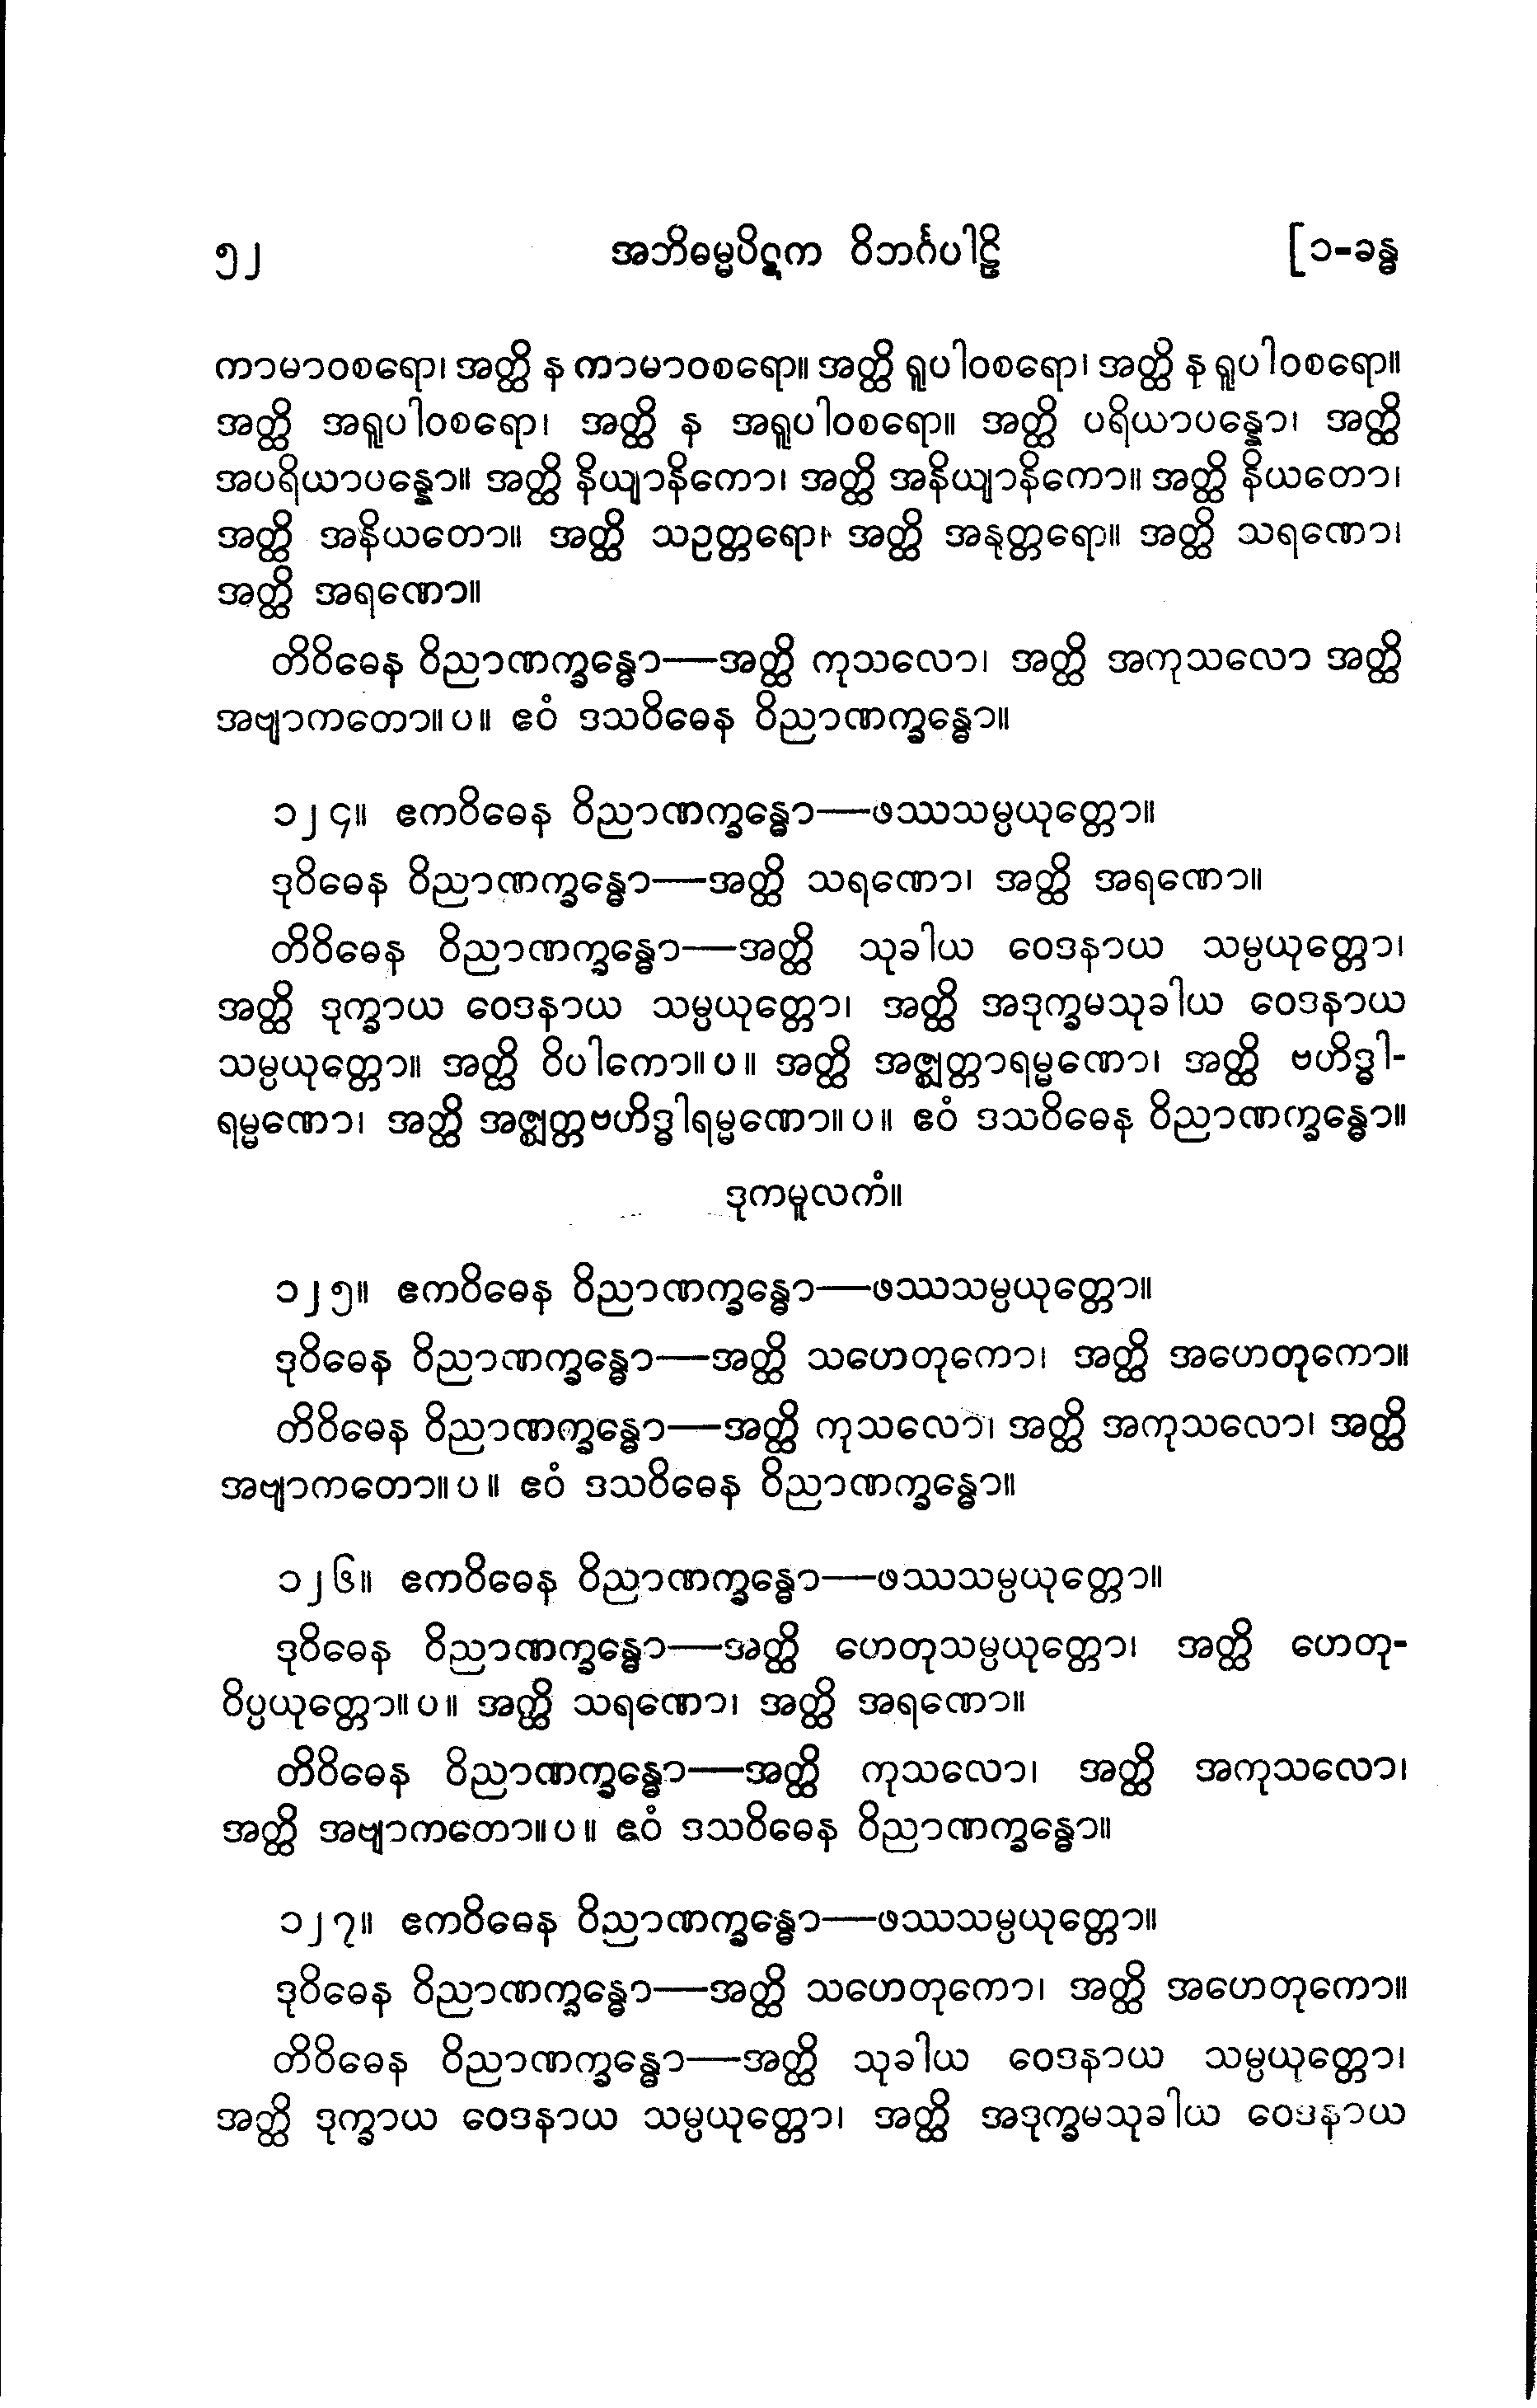 ၅၂ အဘိဓမ္မပိဋက ဝိဘင်္ဂပါဠိ [၁-ခန္ဓ
ကာမာဝစရော၊ အတ္ထိ န ကာမာဝစရော။ အတ္ထိ ရူပါဝစရော၊ အတ္ထိ န ရူပါဝစရော။
အတ္ထိ အရူပါဝစရော၊ အတ္ထိ န အရူပါဝစရော။ အတ္ထိ ပရိယာပန္နော၊ အတ္ထိ
အပရိယာပန္နော။ အတ္ထိ နိယျာနိကော၊ အတ္ထိ အနိယျာနိကော။ အတ္ထိ နိယတော၊
အတ္ထိ အနိယတော။ အတ္ထိ သဥတ္တရော၊ အတ္ထိ အနုတ္တရော။ အတ္ထိ သရဏော၊
အတ္ထိ အရဏော။
တိဝိဓေန ဝိညာဏက္ခန္ဓော—အတ္ထိ ကုသလော၊ အတ္ထိ အကုသလော အတ္ထိ
အဗျာကတော။ပ။ ဧဝံ ဒသဝိဓေန ဝိညာဏက္ခန္ဓော။
၁၂၄။ ဧကဝိဓေန ဝိညာဏက္ခန္ဓော—ဖဿသမ္ပယုတ္တော။
ဒုဝိဓေန ဝိညာဏက္ခန္ဓော—အတ္ထိ သရဏော၊ အတ္ထိ အရဏော။
တိဝိဓေန ဝိညာဏက္ခန္ဓော—အတ္ထိ သုခါယ ဝေဒနာယ သမ္ပယုတ္တော၊
အတ္ထိ ဒုက္ခာယ ဝေဒနာယ သမ္ပယုတ္တော၊ အတ္ထိ အဒုက္ခမသုခါယ ဝေဒနာယ
သမ္ပယုတ္တော။ အတ္ထိ ဝိပါကော။ပ။ အတ္ထိ အဇ္ဈတ္တာရမ္မဏော၊ အတ္ထိ ဗဟိဒ္ဓါ-
ရမ္မဏော၊ အတ္ထိ အဇ္ဈတ္တဗဟိဒ္ဓါရမ္မဏော။ပ။ ဧဝံ ဒသဝိဓေန ဝိညာဏက္ခန္ဓော။
ဒုကမူလကံ။
၁၂၅။ ဧကဝိဓေန ဝိညာဏက္ခန္ဓော—ဖဿသမ္ပယုတ္တော။
ဒုဝိဓေန ဝိညာဏက္ခန္ဓော—အတ္ထိ သဟေတုကော၊ အတ္ထိ အဟေတုကော။
တိဝိဓေန ဝိညာဏက္ခန္ဓော—အတ္ထိ ကုသလော၊ အတ္ထိ အကုသလော၊ အတ္ထိ
အဗျာကတော။ပ။ ဧဝံ ဒသဝိဓေန ဝိညာဏက္ခန္ဓော။
၁၂၆။ ဧကဝိဓေန ဝိညာဏက္ခန္ဓော—ဖဿသမ္ပယုတ္တော။
ဒုဝိဓေန ဝိညာဏက္ခန္ဓော—အတ္ထိ ဟေတုသမ္ပယုတ္တော၊ အတ္ထိ ဟေတု-
ဝိပ္ပယုတ္တော။ပ။ အတ္ထိ သရဏော၊ အတ္ထိ အရဏော။
တိဝိဓေန ဝိညာဏက္ခန္ဓော—အတ္ထိ ကုသလော၊ အတ္ထိ အကုသလော၊
အတ္ထိ အဗျာကတော။ပ။ ဧဝံ ဒသဝိဓေန ဝိညာဏက္ခန္ဓော။
၁၂၇။ ဧကဝိဓေန ဝိညာဏက္ခန္ဓော—ဖဿသမ္ပယုတ္တော။
ဒုဝိဓေန ဝိညာဏက္ခန္ဓော—အတ္ထိ သဟေတုကော၊ အတ္ထိ အဟေတုကော။
တိဝိဓေန ဝိညာဏက္ခန္ဓော—အတ္ထိ သုခါယ ဝေဒနာယ သမ္ပယုတ္တော၊
အတ္ထိ ဒုက္ခာယ ဝေဒနာယ သမ္ပယုတ္တော၊ အတ္ထိ အဒုက္ခမသုခါယ ဝေဒနာယ